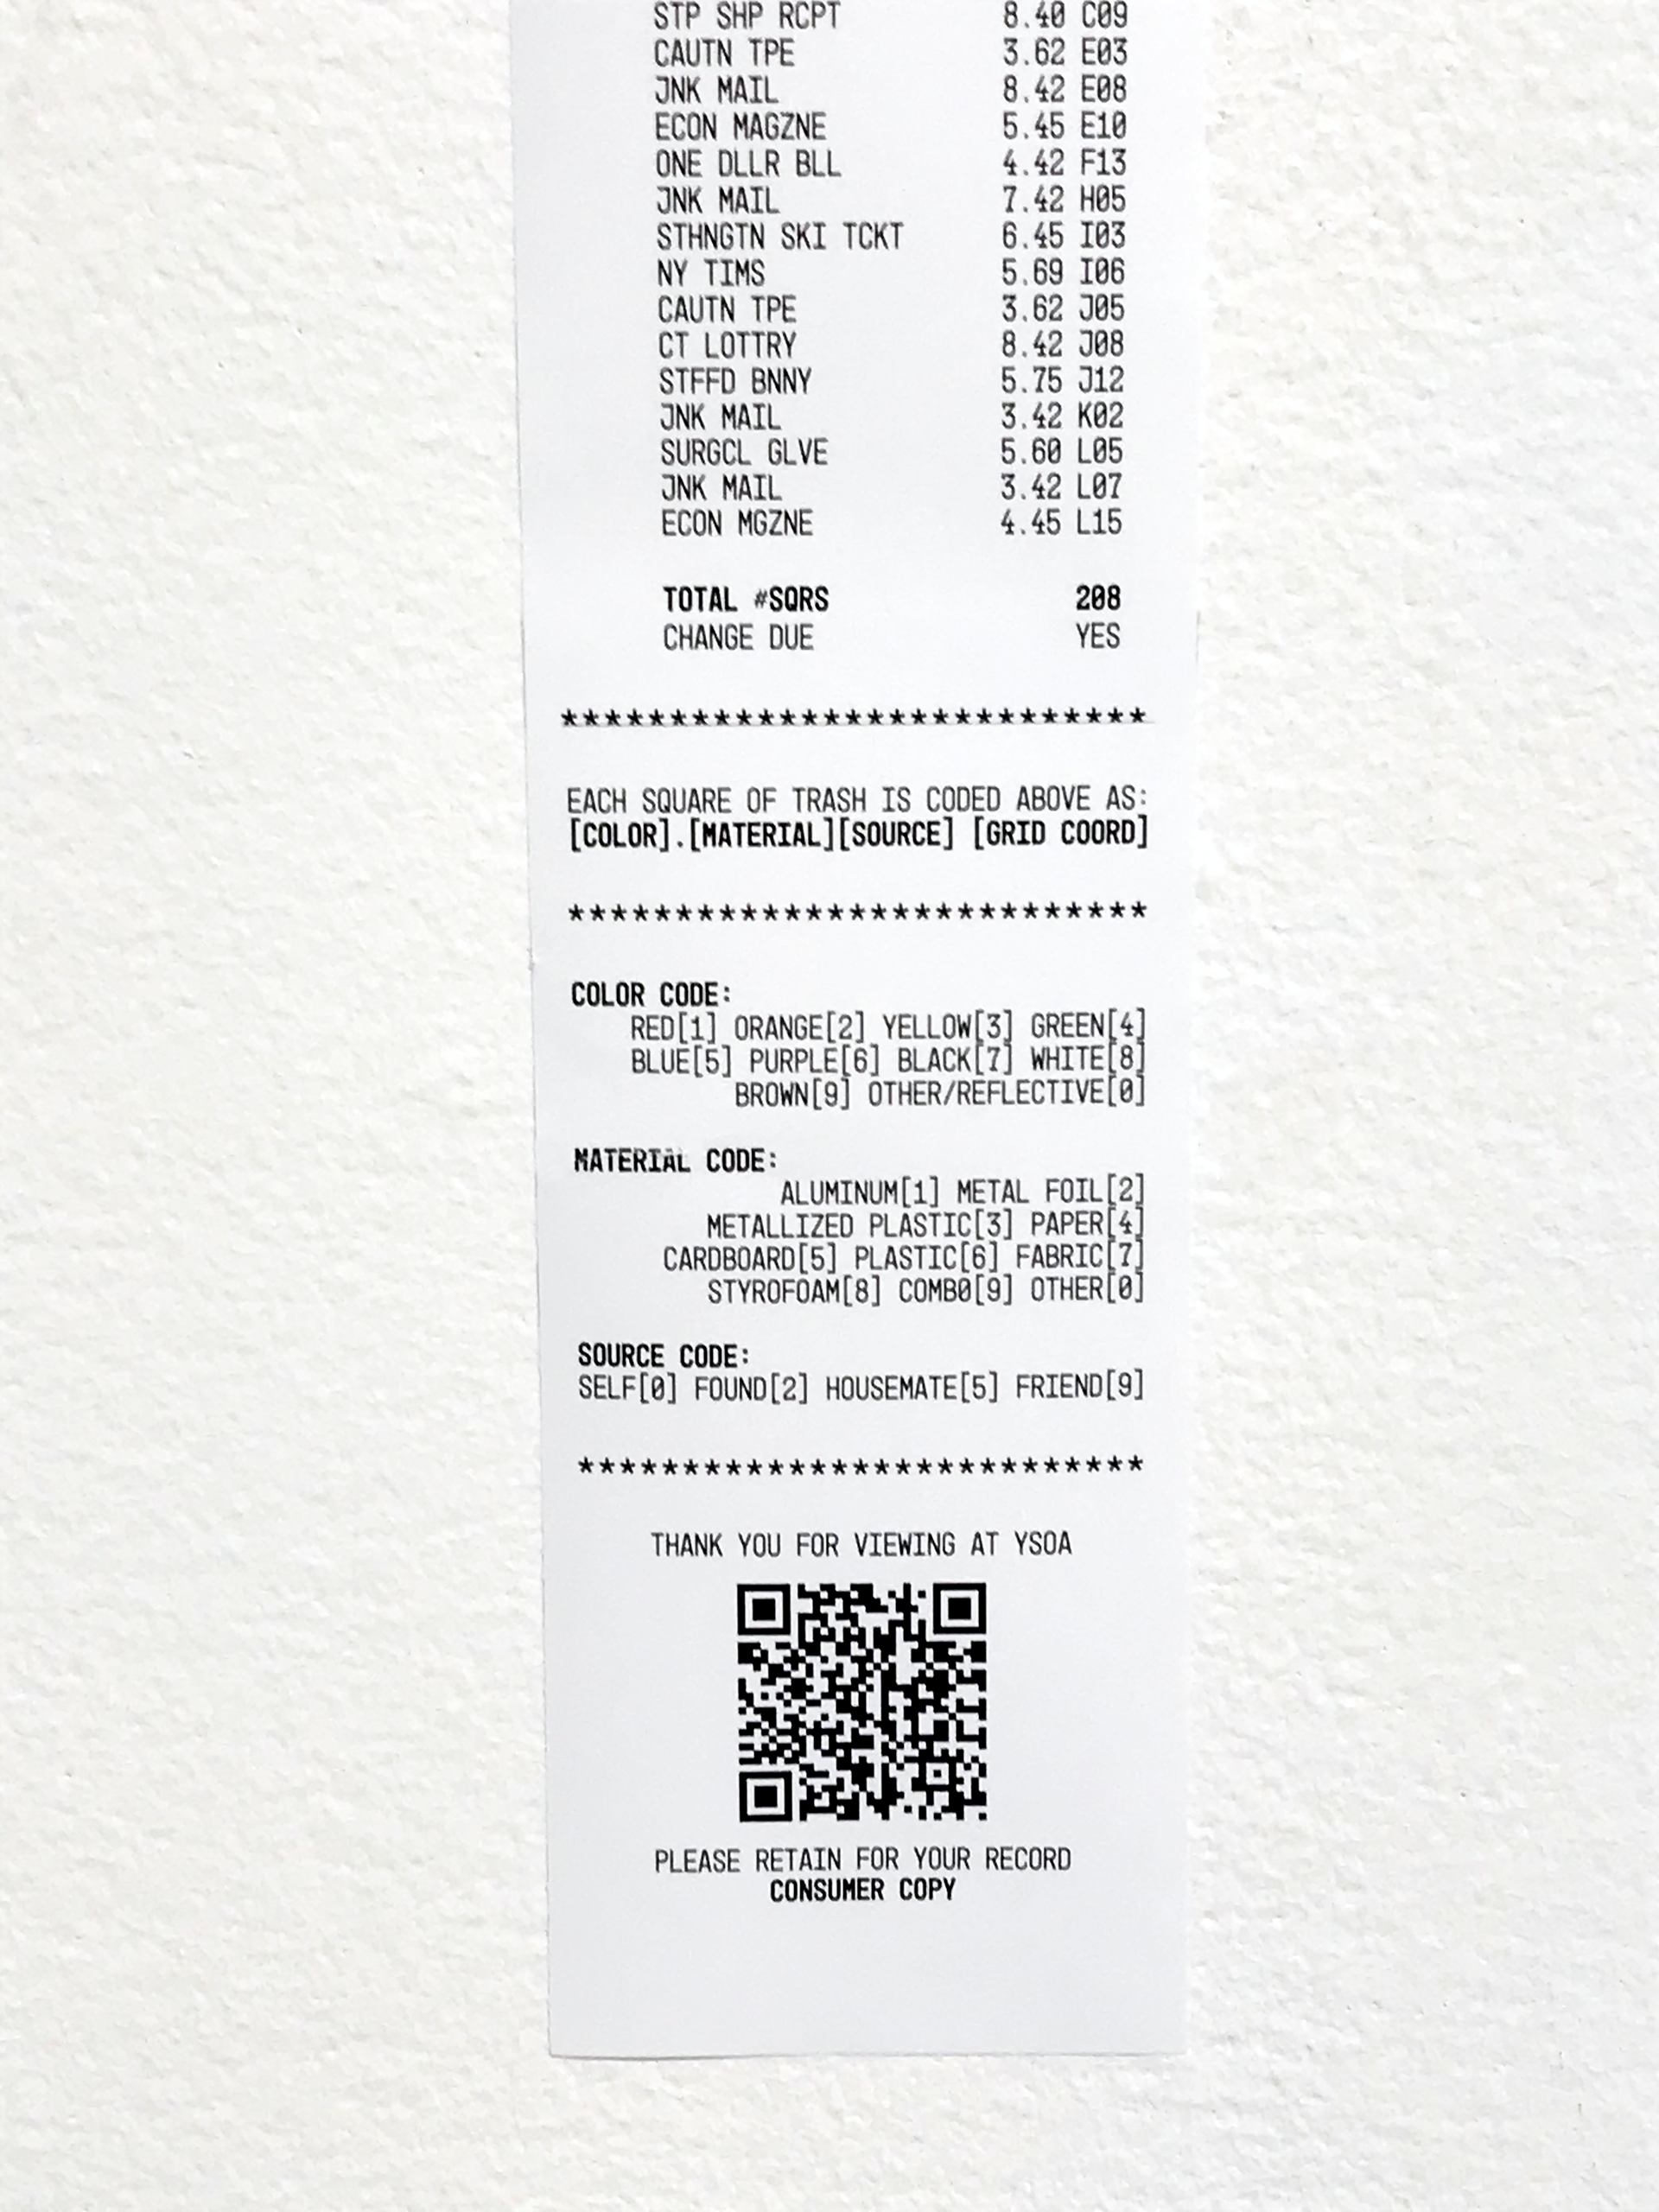 STP SHP RCPT 8.40 C09
CAUTN TPE 3.62 E03
JNK MAIL 8.42 E08
ECON MAGZNE 5.45 E10
ONE DLLR BLL 4.42 F13
JNK MAIL 7.42 H05
STHNGTN SKI TCKT 6.45 I03
NY TIMS 5.69 I06
CAUTN TPE 3.62 J05
CT LOTTRY 8.42 J08
STFFD BNNY 5.75 J12
JNK MAIL 3.42 K02
SURGCL GLVE 5.60 L05
JNK MAIL 3.42 L07
ECON MGZNE 4.45 L15
TOTAL #SQRS 208
CHANGE DUE YES
***************************
EACH SQUARE OF TRASH IS CODED ABOVE AS:
[COLOR].[MATERIAL][SOURCE] [GRID COORD]
***************************
COLOR CODE:
RED[1] ORANGE[2] YELLOW[3] GREEN[4]
BLUE[5] PURPLE[6] BLACK[7] WHITE[8]
BROWN[9] OTHER/REFLECTIVE[0]
MATERIAL CODE:
ALUMINUM[1] METAL FOIL[2]
METALLIZED PLASTIC[3] PAPER[4]
CARDBOARD[5] PLASTIC[6] FABRIC[7]
STYROFOAM[8] COMB0[9] OTHER[0]
SOURCE CODE:
SELF[0] FOUND[2] HOUSEMATE[5] FRIEND[9]
***************************
THANK YOU FOR VIEWING AT YSOA
PLEASE RETAIN FOR YOUR RECORD
CONSUMER COPY